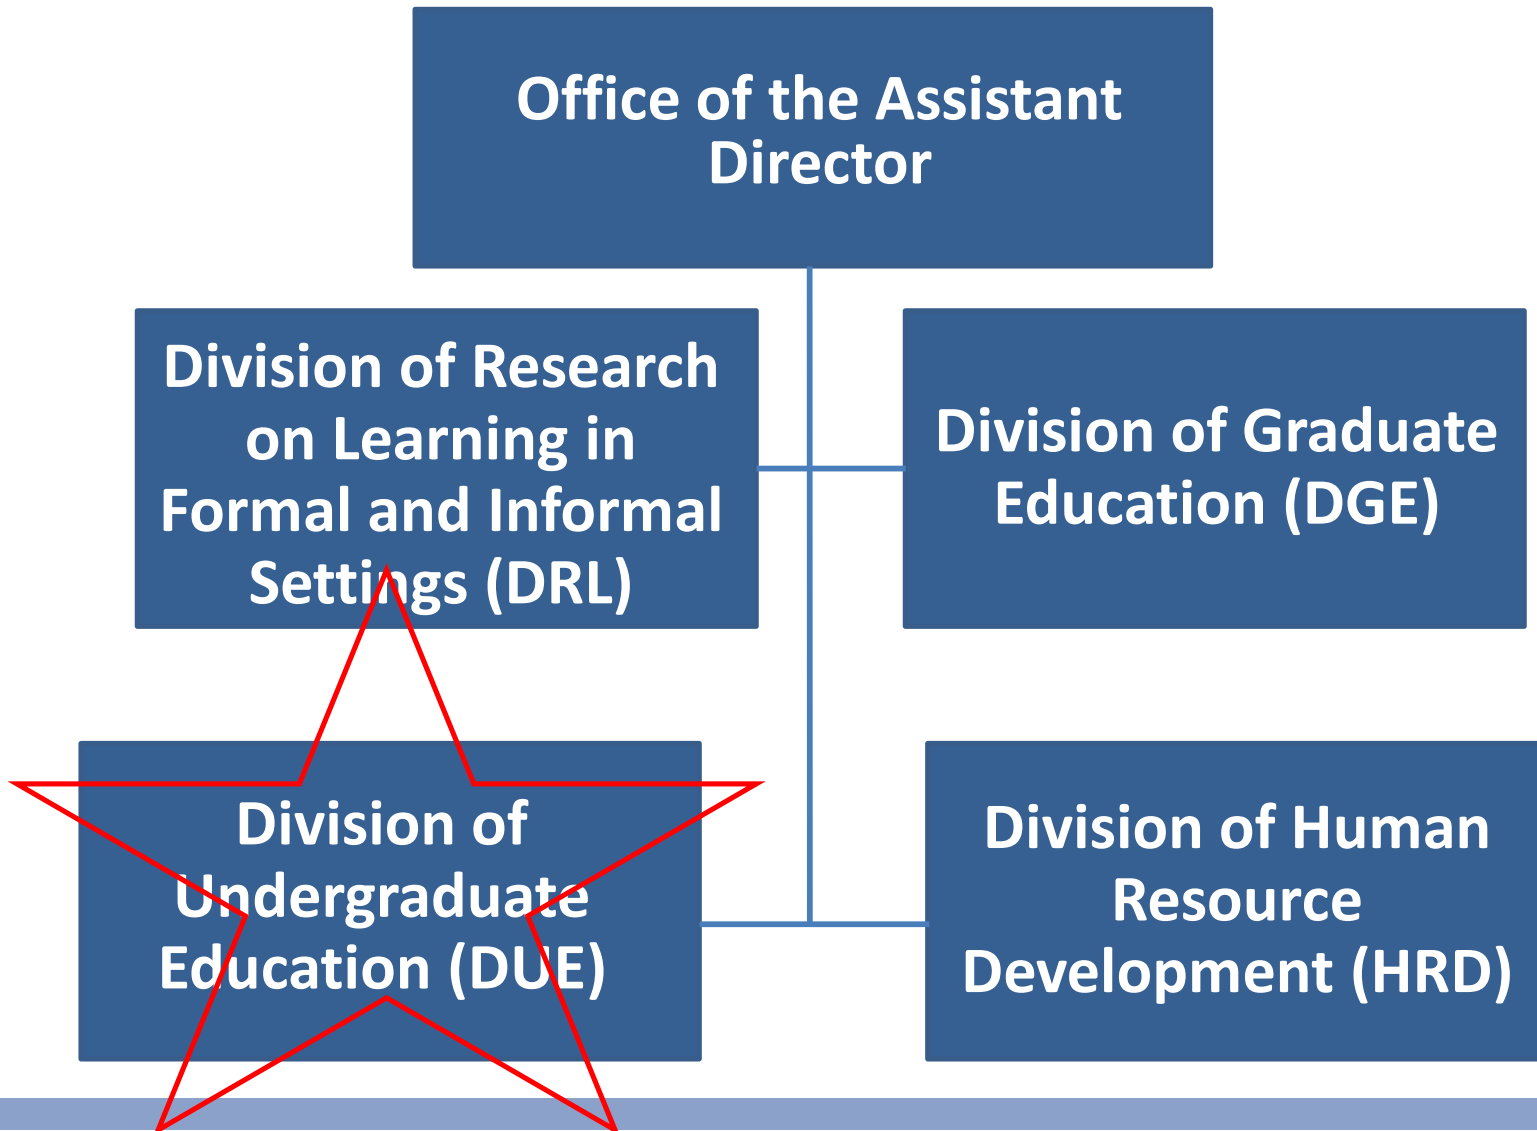 Office of the Assistant
Director
Division of Research
on Learning in
Formal and Informal
Settings (DRL)
Division of Graduate
Education (DGE)
Division of
Undergraduate
Education (DUE)
Division of Human
Resource
Development (HRD)